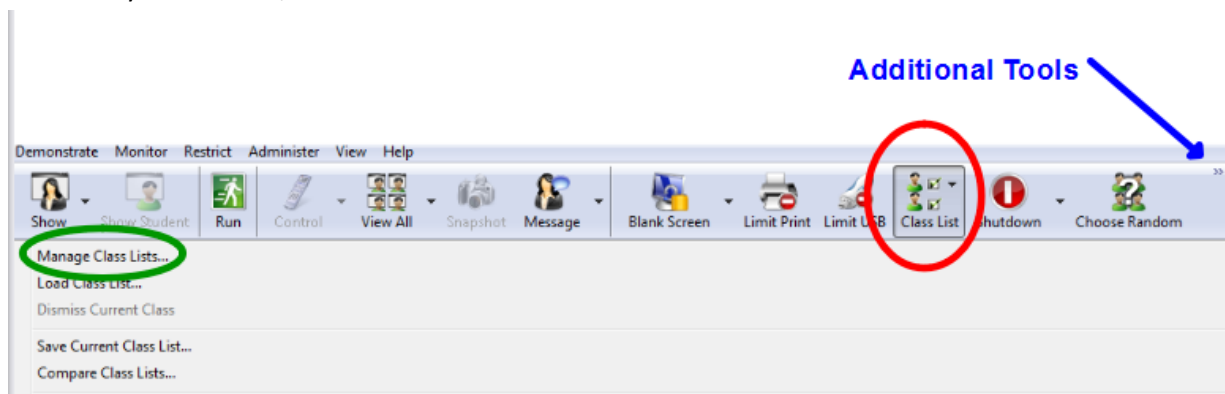 Additional Tools
Demonstrate Monitor Restrict Administer View Help
Show Show Student Run Control View All Snapshot Message Blank Screen Limit Print Limit USB Class List Shutdown Choose Random
Manage Class Lists...
Load Class List...
Dismiss Current Class
Save Current Class List...
Compare Class Lists...